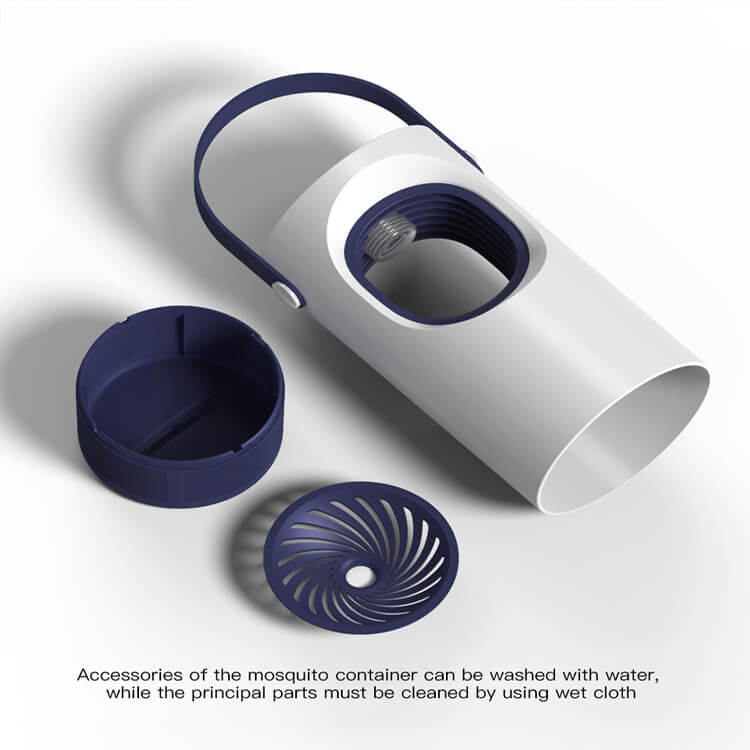 Accessories of the mosquito container can be washed with water,
while the principal parts must be cleaned by using wet cloth